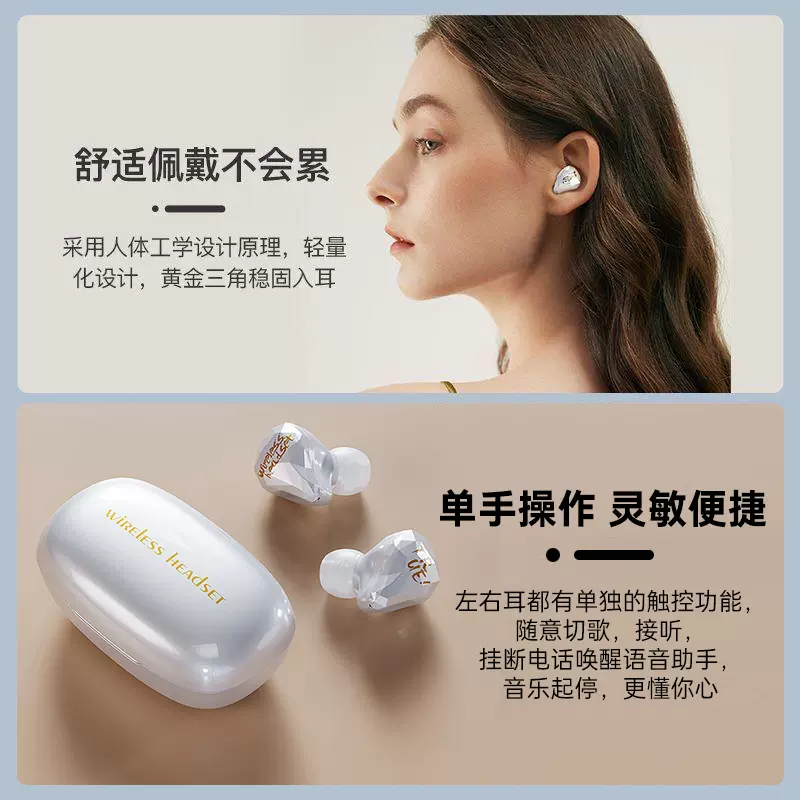 舒适佩戴不会累
采用人体工学设计原理，轻量
化设计，黄金三角稳固入耳
wireless
headset
WIRELESS HEADSET
单手操作 灵敏便捷
左右耳都有单独的触控功能，
随意切歌，接听，
挂断电话唤醒语音助手，
音乐起停，更懂你心